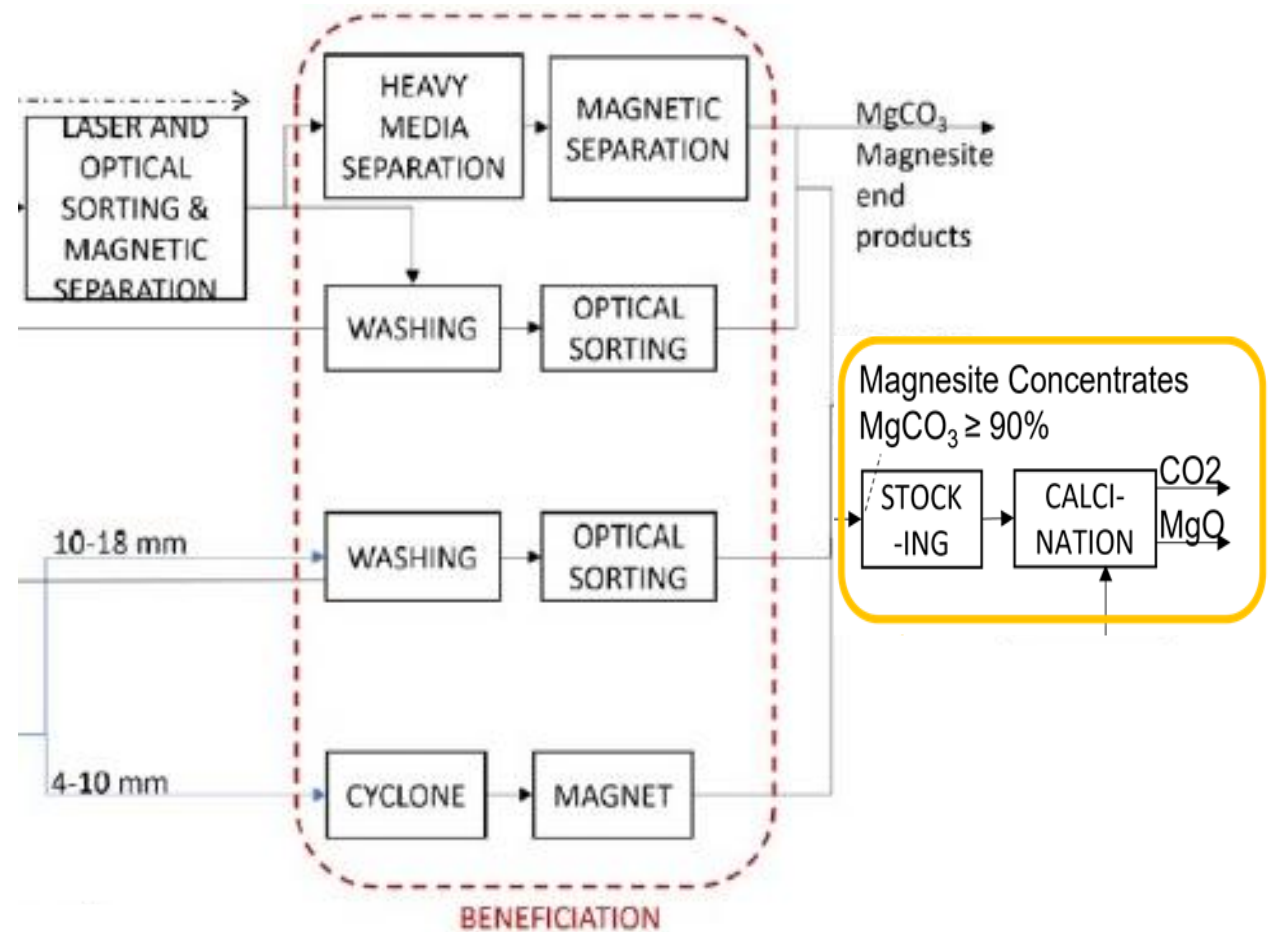 LASER AND
OPTICAL
SORTING &
MAGNETIC
SEPARATION
HEAVY
MEDIA
SEPARATION
MAGNETIC
SEPARATION
MgCO₃
Magnesite
end
products
WASHING
OPTICAL
SORTING
Magnesite Concentrates
MgCO₃ ≥ 90%
STOCK
-ING
CALCI-
NATION
CO2
MgO
10-18 mm
WASHING
OPTICAL
SORTING
4-10 mm
CYCLONE
MAGNET
BENEFICIATION